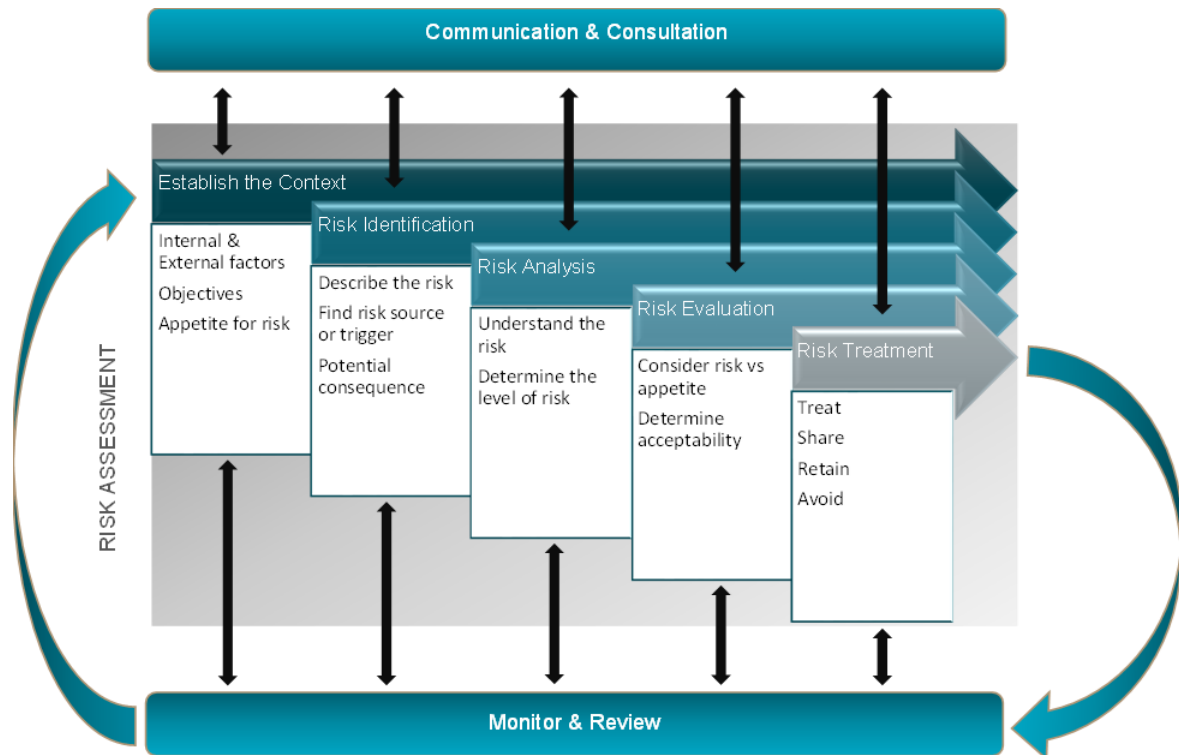 Communication & Consultation
Establish the Context
Internal &
External factors
Objectives
Appetite for risk
Risk Identification
Describe the risk
Find risk source
or trigger
Potential
consequence
Risk Analysis
Understand the
risk
Determine the
level of risk
Risk Evaluation
Consider risk vs
appetite
Determine
acceptability
Risk Treatment
Treat
Share
Retain
Avoid
RISK ASSESSMENT
Monitor & Review